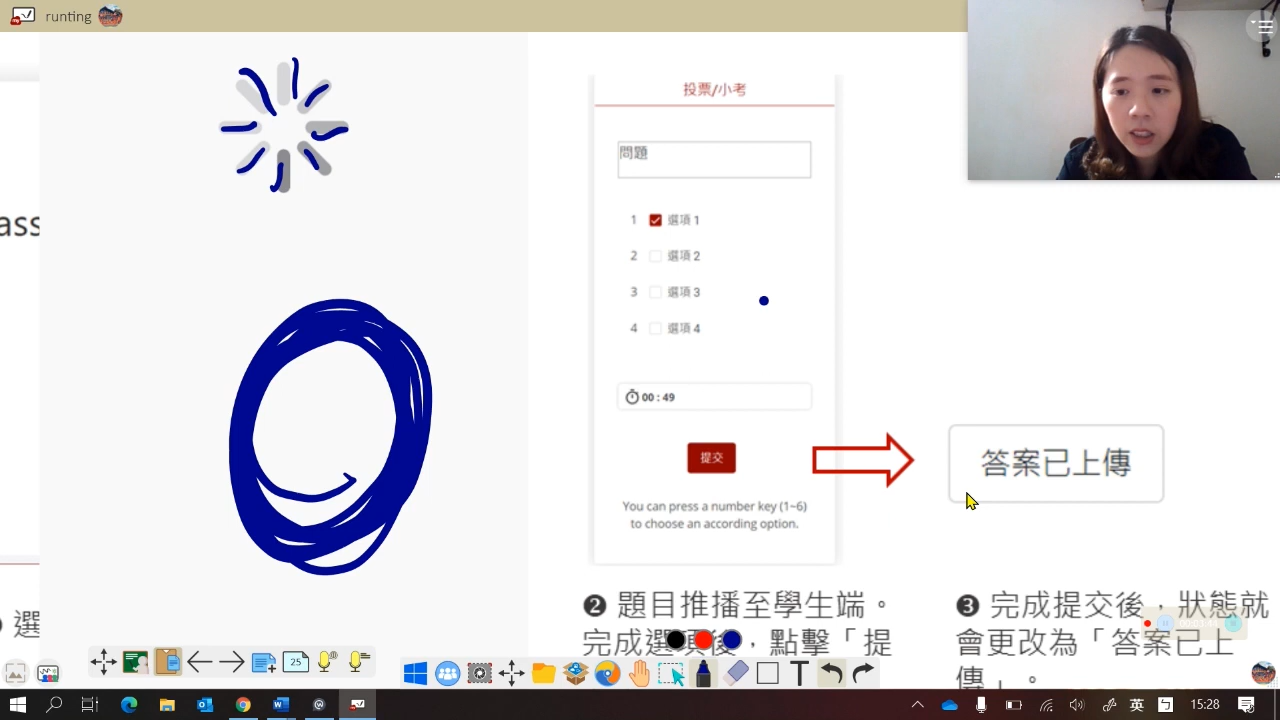 runting
投票/小考
問題
1 選項 1
2 選項 2
3 選項 3
4 選項 4
00 : 49
提交
You can press a number key (1~6)
to choose an according option.
答案已上傳
ass
選
❷ 題目推播至學生端。
完成選項後，點擊「提
❸ 完成提交後，狀態就
會更改為「答案已上
傳」。
25
T
英
15:28